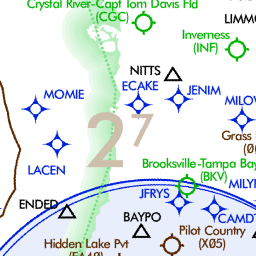 Crystal River-Capt Tom Davis Fld
(CGC)
LIMMO
Inverness
(INF)
NITTS
ECAKE
JENIM
MOMIE
MILOV
27
Grass
LACEN
Brooksville-Tampa Bay
(BKV)
JFRYS
MILYR
ENDED
CAMDT
BAYPO
Pilot Country
(X05)
Hidden Lake Pvt